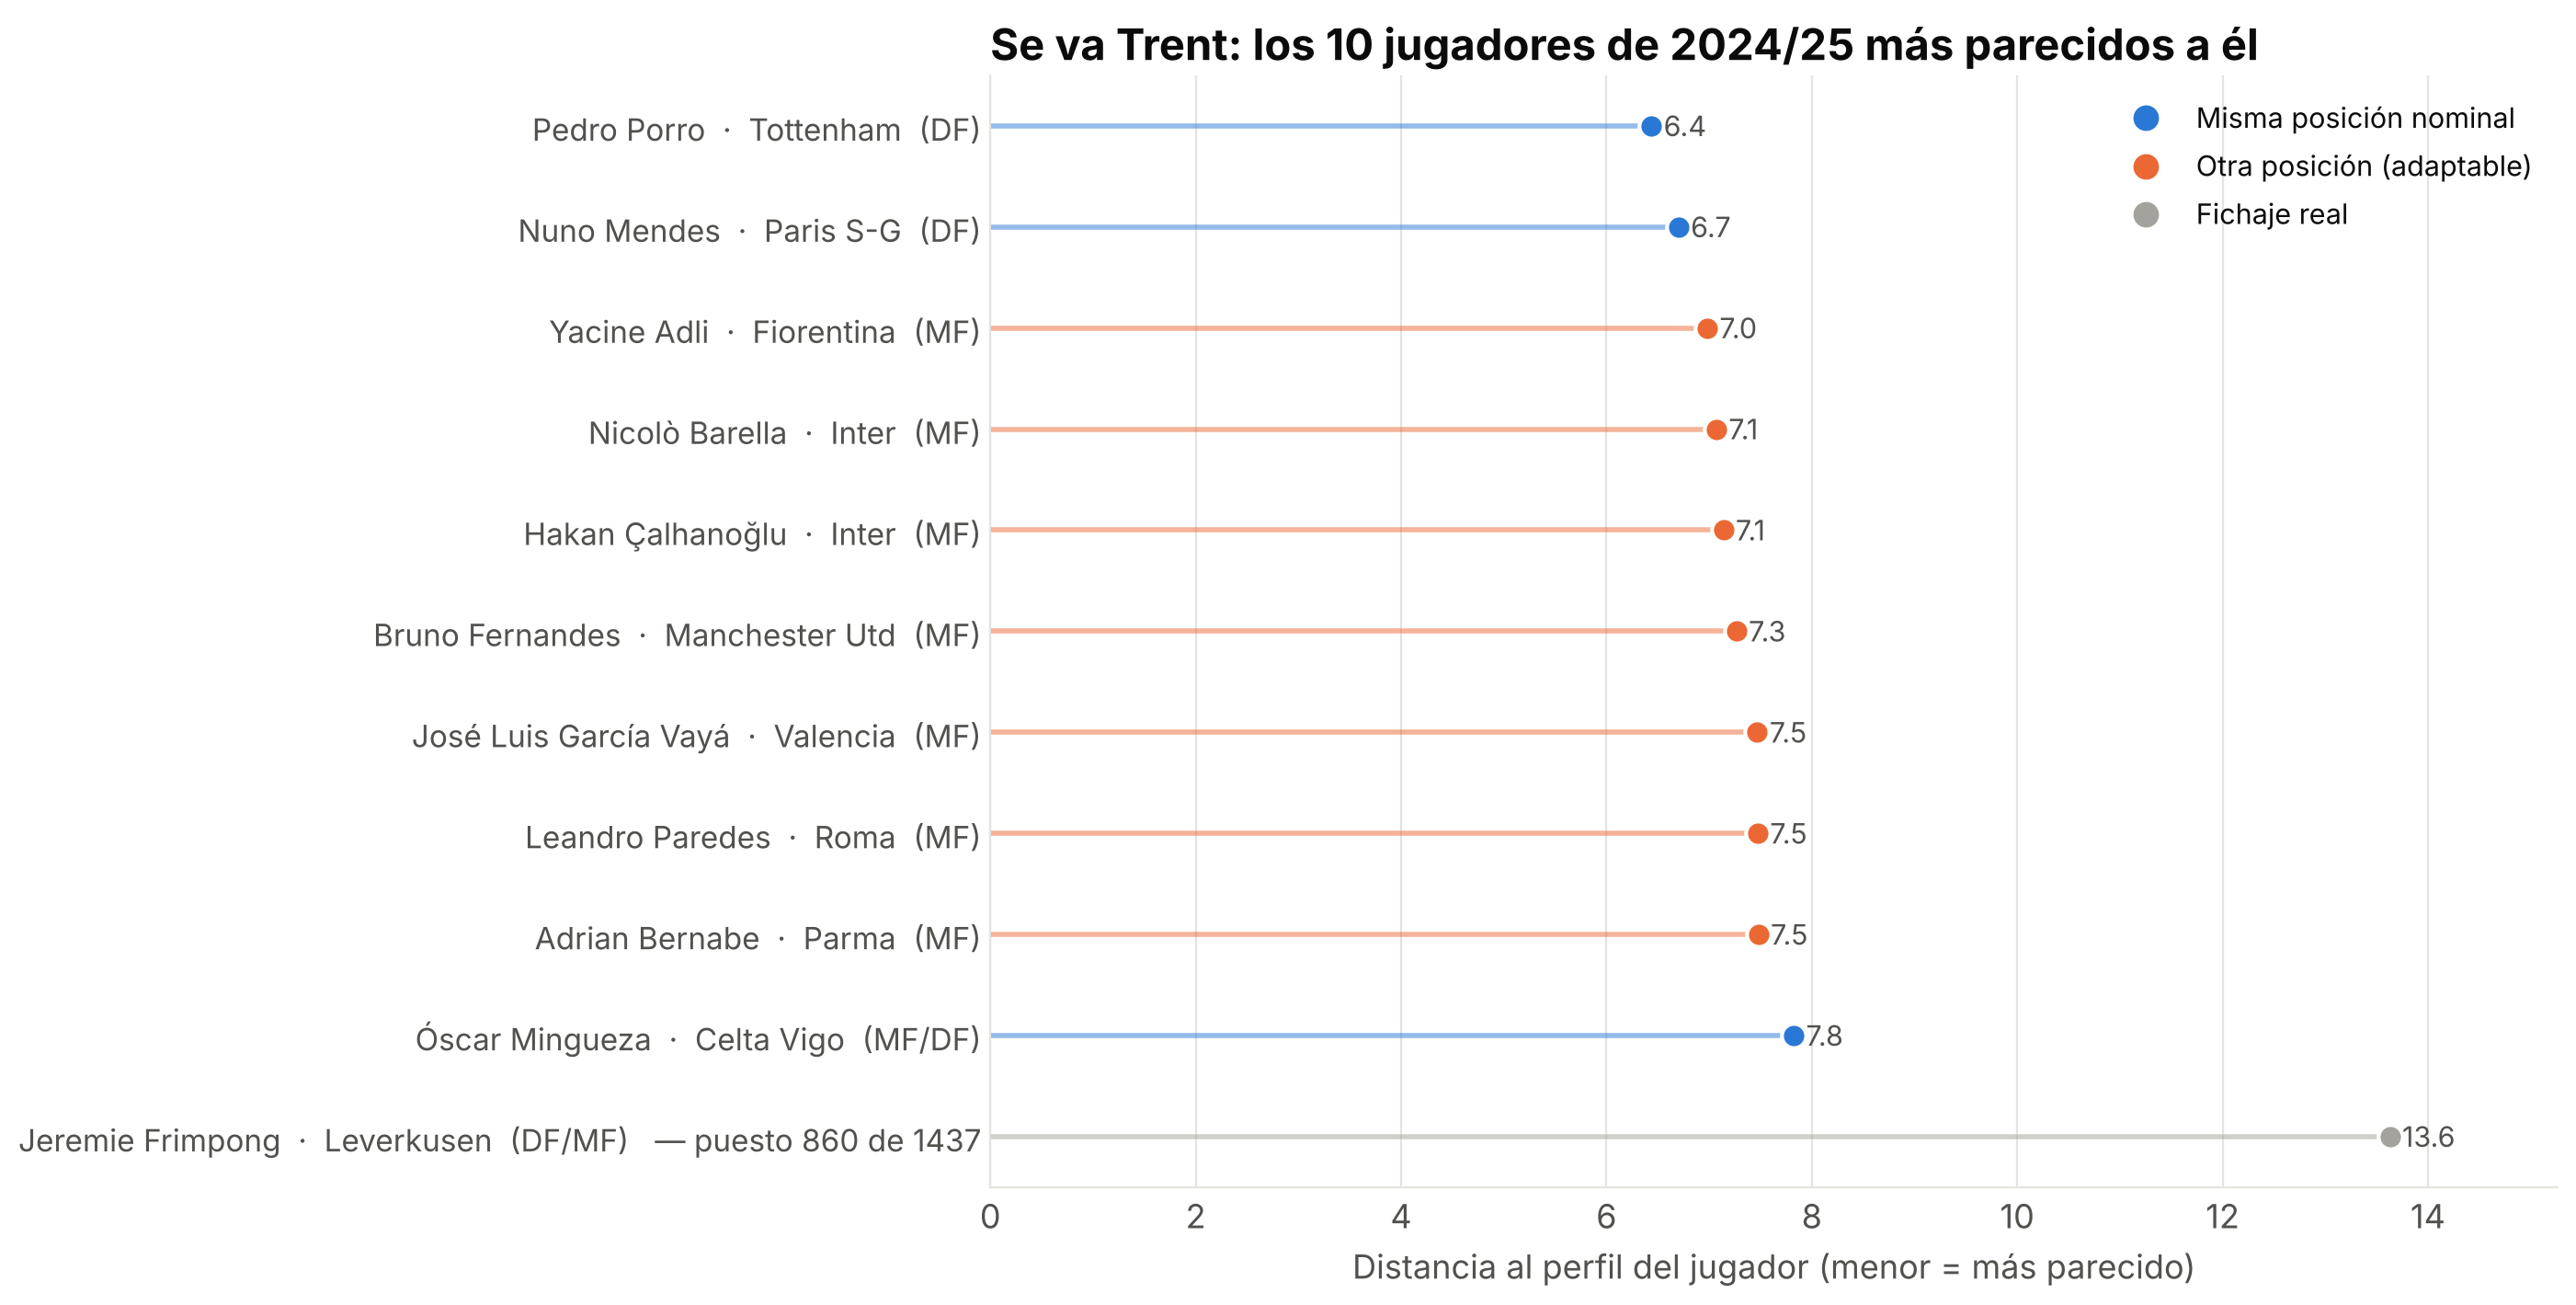 Se va Trent: los 10 jugadores de 2024/25 más parecidos a él
Misma posición nominal
Otra posición (adaptable)
Fichaje real
Pedro Porro · Tottenham (DF) 6.4
Nuno Mendes · Paris S-G (DF) 6.7
Yacine Adli · Fiorentina (MF) 7.0
Nicolò Barella · Inter (MF) 7.1
Hakan Çalhanoğlu · Inter (MF) 7.1
Bruno Fernandes · Manchester Utd (MF) 7.3
José Luis García Vayá · Valencia (MF) 7.5
Leandro Paredes · Roma (MF) 7.5
Adrian Bernabe · Parma (MF) 7.5
Óscar Mingueza · Celta Vigo (MF/DF) 7.8
Jeremie Frimpong · Leverkusen (DF/MF) — puesto 860 de 1437 13.6
0 2 4 6 8 10 12 14
Distancia al perfil del jugador (menor = más parecido)